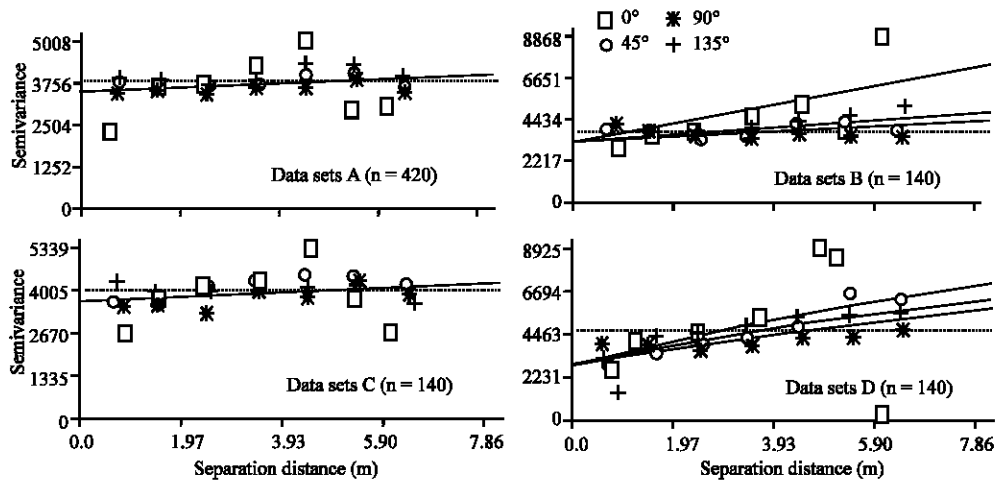 0° 90°
45° 135°
Semivariance
5008
3756
2504
1252
0
Data sets A (n = 420)
8868
6651
4434
2217
0
Data sets B (n = 140)
Semivariance
5339
4005
2670
1335
0
Data sets C (n = 140)
0.0 1.97 3.93 5.90 7.86
Separation distance (m)
8925
6694
4463
2231
0
Data sets D (n = 140)
0.0 1.97 3.93 5.90 7.86
Separation distance (m)